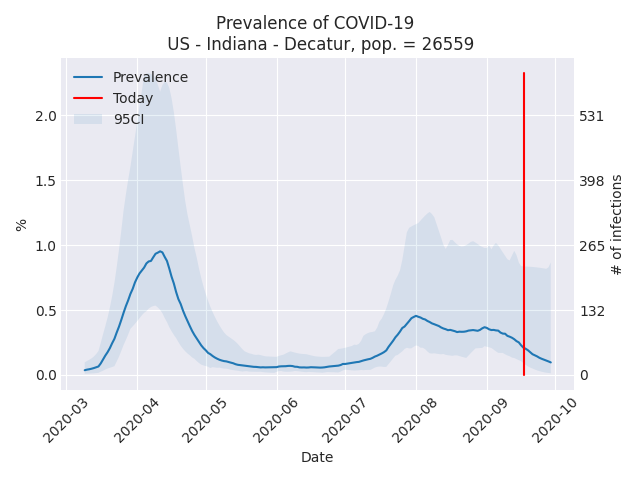 Prevalence of COVID-19
US - Indiana - Decatur, pop. = 26559
Prevalence
Today
95CI
2.0
1.5
1.0
0.5
0.0
%
531
398
265
132
0
# of infections
2020-03
2020-04
2020-05
2020-06
2020-07
2020-08
2020-09
2020-10
Date